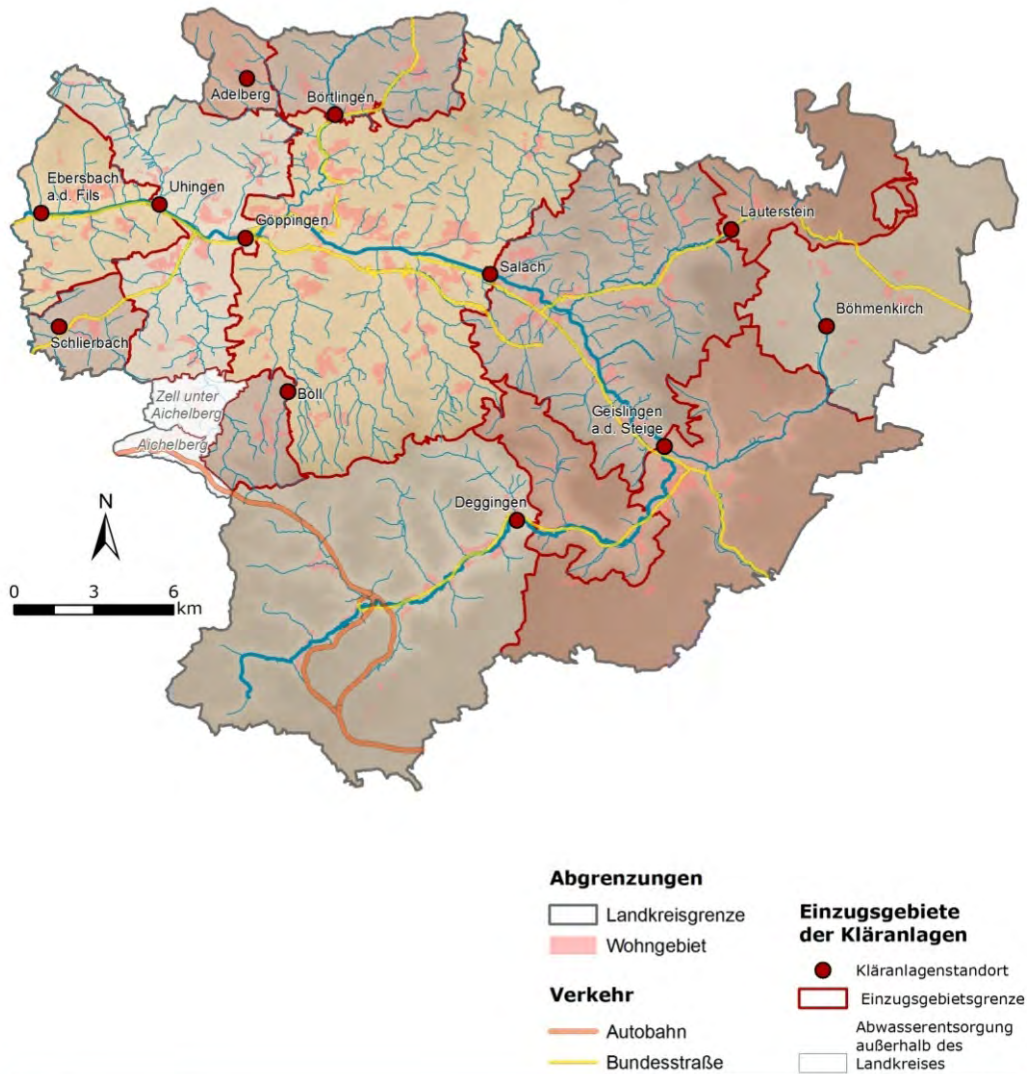 Adelberg
Börtlingen
Ebersbach
a.d. Fils
Uhingen
Göppingen
Lauterstein
Salach
Böhmenkirch
Schlierbach
Zell unter
Aichelberg
Boll
Aichelberg
Geislingen
a.d. Steige
Deggingen
N
0 3 6
km
Abgrenzungen
Landkreisgrenze
Wohngebiet
Verkehr
Autobahn
Bundesstraße
Einzugsgebiete
der Kläranlagen
Kläranlagenstandort
Einzugsgebietsgrenze
Abwasserentsorgung
außerhalb des
Landkreises